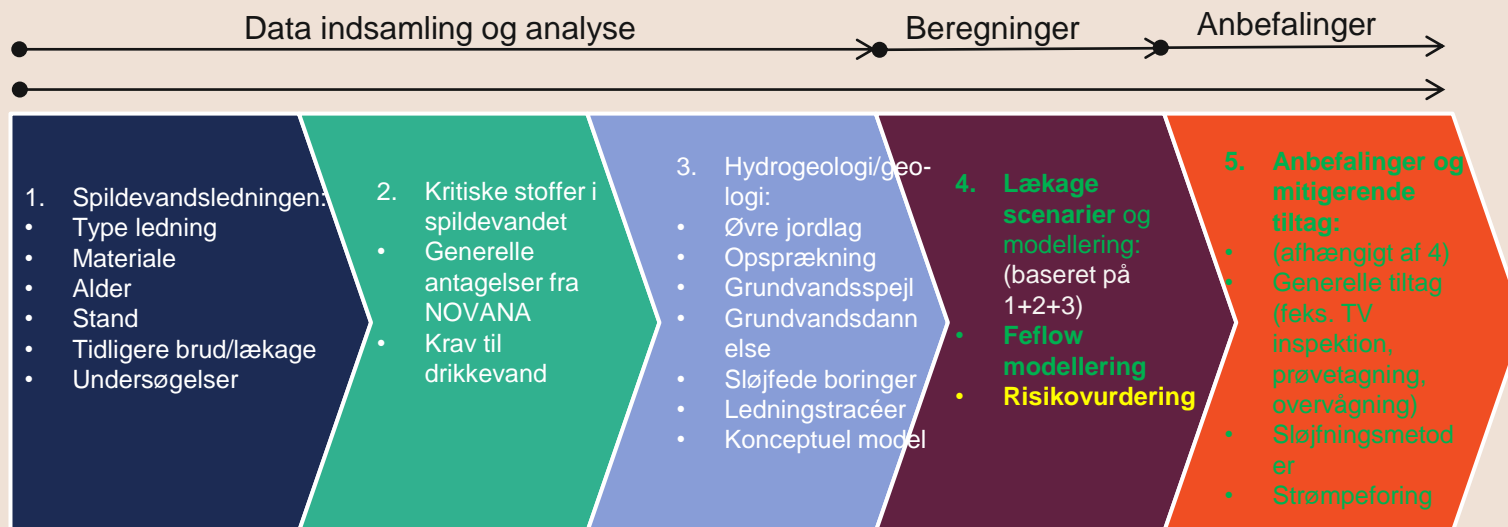 Data indsamling og analyse
Beregninger
Anbefalinger
1. Spildevandsledningen:
• Type ledning
• Materiale
• Alder
• Stand
• Tidligere brud/lækage
• Undersøgelser
2. Kritiske stoffer i
spildevandet
• Generelle
antagelser fra
NOVANA
• Krav til
drikkevand
3. Hydrogeologi/geo-
logi:
• Øvre jordlag
• Opsprækning
• Grundvandsspejl
• Grundvandsdann
else
• Sløjfede boringer
• Ledningstracéer
• Konceptuel model
4. Lækage
scenarier og
modellering:
(baseret på
1+2+3)
• Feflow
modellering
• Risikovurdering
5. Anbefalinger og
mitigerende
tiltag:
• (afhængigt af 4)
• Generelle tiltag
(feks. TV
inspektion,
prøvetagning,
overvågning)
• Sløjfningsmetod
er
• Strømpeforing